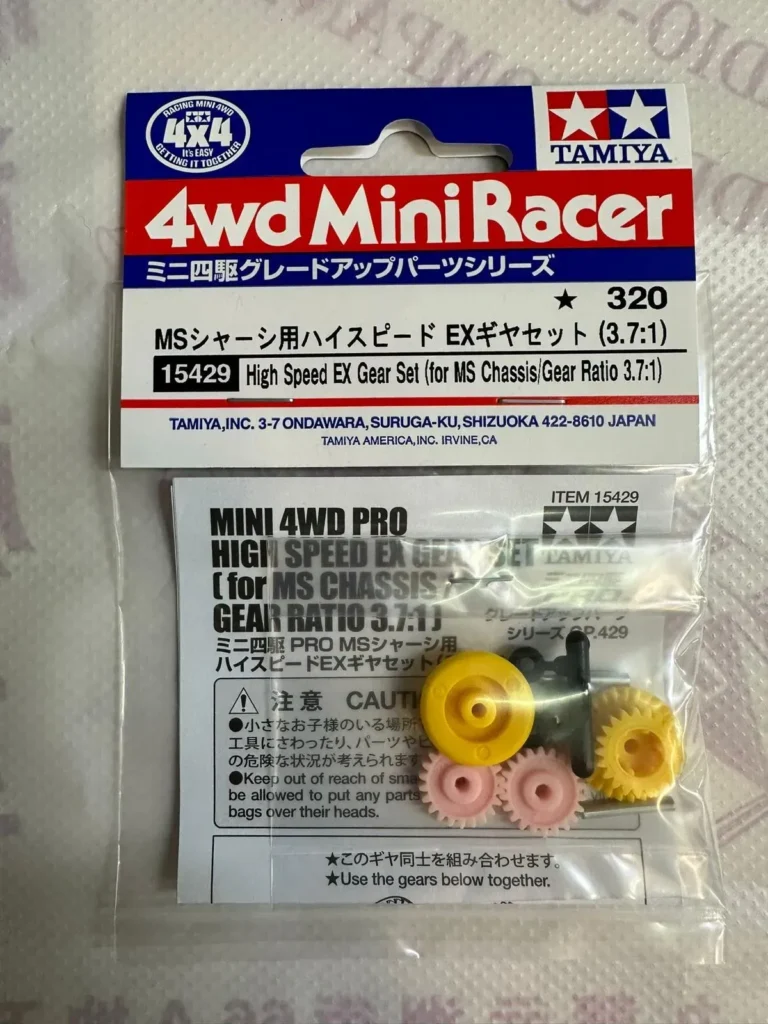 RACING MINI 4WD
4x4
It's EASY
GETTING IT TOGETHER
TAMIYA
4wd Mini Racer
ミニ四駆グレードアップパーツシリーズ
★ 320
MSシャーシ用ハイスピード EXギヤセット (3.7:1)
15429 High Speed EX Gear Set (for MS Chassis/Gear Ratio 3.7:1)
TAMIYA,INC. 3-7 ONDAWARA, SURUGA-KU, SHIZUOKA 422-8610 JAPAN
TAMIYA AMERICA,INC. IRVINE,CA
ITEM 15429
MINI 4WD PRO
HIGH SPEED EX GEAR SET
(for MS CHASSIS /
GEAR RATIO 3.7:1)
TAMIYA
グレードアップパーツ
シリーズ GP.429
ミニ四駆 PRO MSシャーシ用
ハイスピードEXギヤセット
注意 CAUTI
●小さなお子様のいる場所
工具にさわったり、パーツやビ
の危険な状況が考えられます
●Keep out of reach of sma
be allowed to put any parts
bags over their heads.
★このギヤ同士を組み合わせます。
★Use the gears below together.